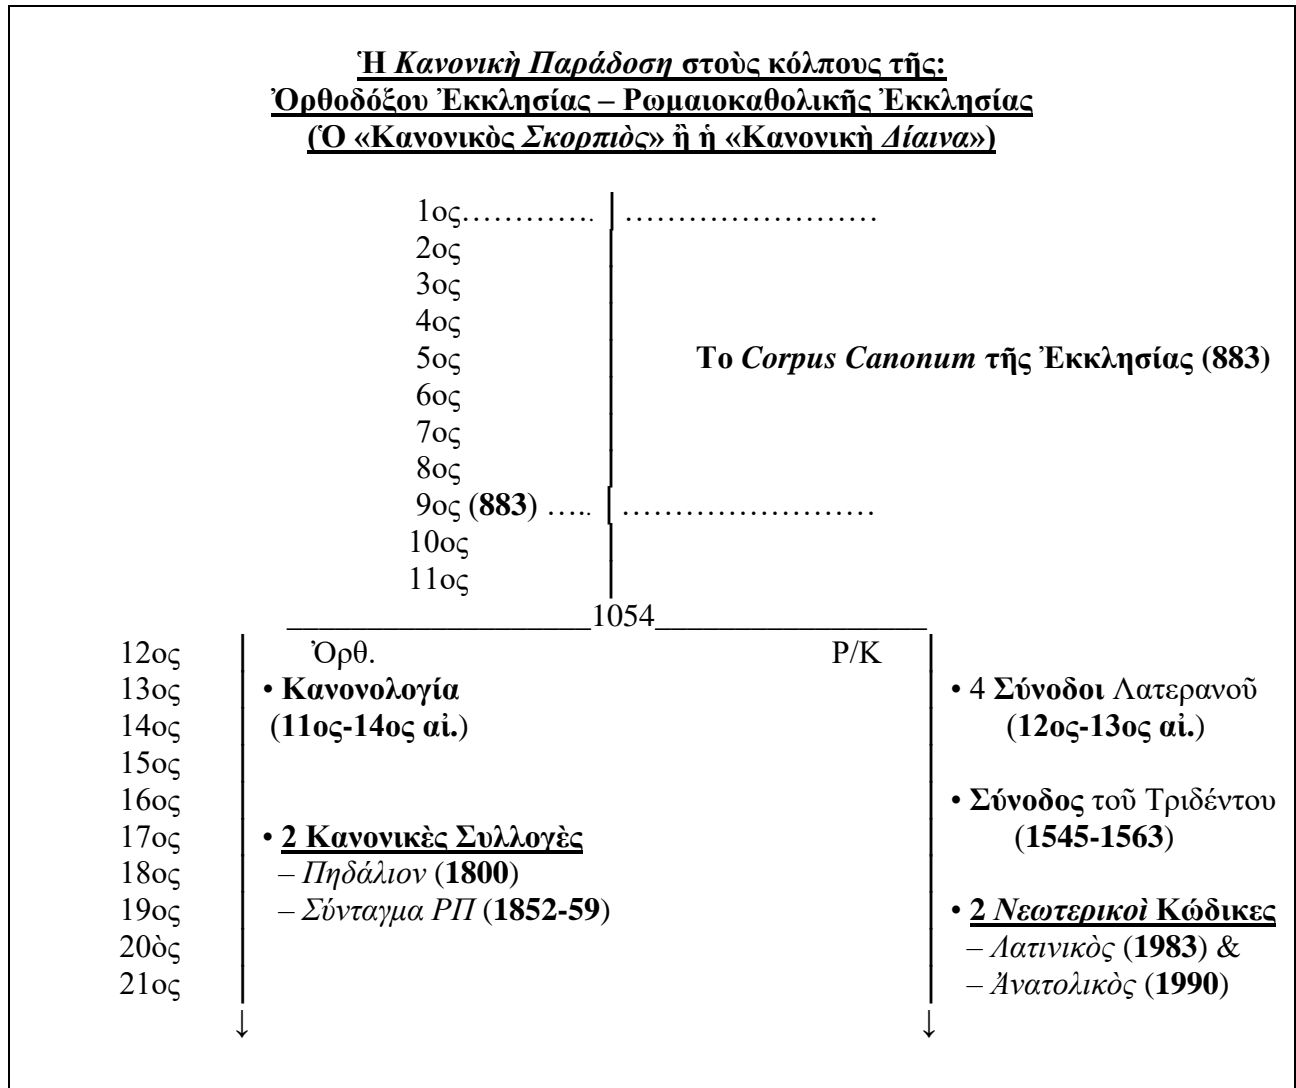 Ἡ Κανονικὴ Παράδοση στοὺς κόλπους τῆς:
Ὀρθοδόξου Ἐκκλησίας – Ρωμαιοκαθολικῆς Ἐκκλησίας
(Ὁ «Κανονικὸς Σκορπιὸς» ἢ ἡ «Κανονικὴ Δίαινα»)
1ος…………. ……………………
2ος
3ος
4ος
5ος Το Corpus Canonum τῆς Ἐκκλησίας (883)
6ος
7ος
8ος
9ος (883) ….. ……………………
10ος
11ος
___________________1054_________________
12ος Ὀρθ. Ρ/Κ
13ος • Κανονολογία • 4 Σύνοδοι Λατερανοῦ
14ος (11ος-14ος αἰ.) (12ος-13ος αἰ.)
15ος
16ος • Σύνοδος τοῦ Τριδέντου
17ος • 2 Κανονικὲς Συλλογὲς (1545-1563)
18ος – Πηδάλιον (1800)
19ος – Σύνταγμα ΡΠ (1852-59) • 2 Νεωτερικοὶ Κώδικες
20ὸς – Λατινικὸς (1983) &
21ος – Ἀνατολικὸς (1990)
↓ ↓